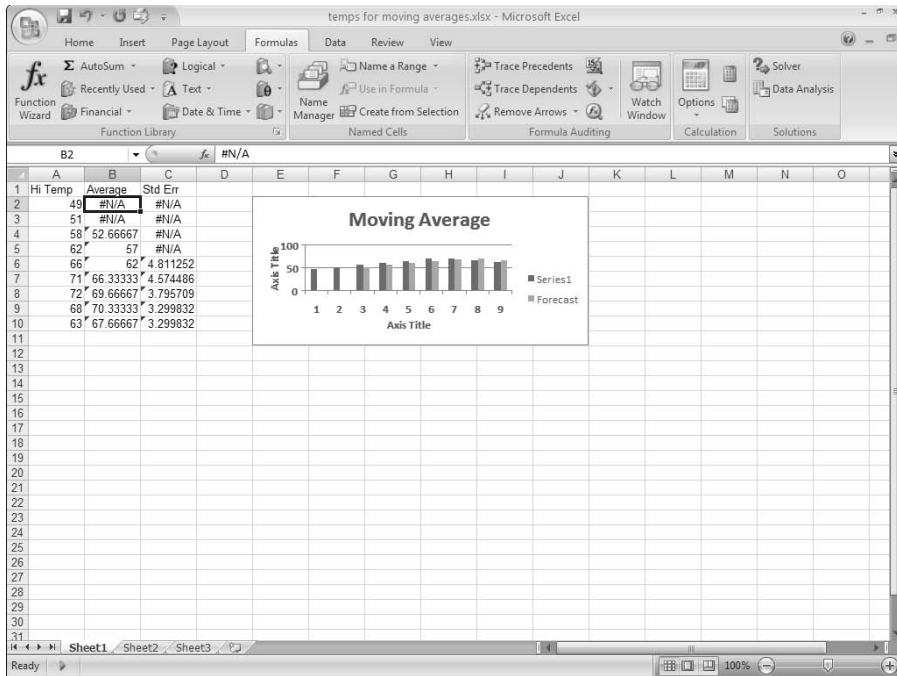 temps for moving averages.xlsx - Microsoft Excel
Home Insert Page Layout Formulas Data Review View
fx Function Wizard
Σ AutoSum
Recently Used
Financial
Logical
A Text
Date & Time
Function Library
Name Manager
Name a Range
Use in Formula
Create from Selection
Named Cells
Trace Precedents
Trace Dependents
Remove Arrows
Formula Auditing
Watch Window
Options
Calculation
Solver
Data Analysis
Solutions
B2 fx #N/A
A B C D E F G H I J K L M N O
1 Hi Temp Average Std Err
2 49 #N/A #N/A
3 51 #N/A #N/A
4 58 52.66667 #N/A
5 62 57 #N/A
6 66 62 4.811252
7 71 66.33333 4.574486
8 72 69.66667 3.795709
9 68 70.33333 3.299832
10 63 67.66667 3.299832
11
12
13
14
15
16
17
18
19
20
21
22
23
24
25
26
27
28
29
30
31
Moving Average
Axis Title
100
50
0
1 2 3 4 5 6 7 8 9
Axis Title
Series1
Forecast
Sheet1 Sheet2 Sheet3
Ready 100%